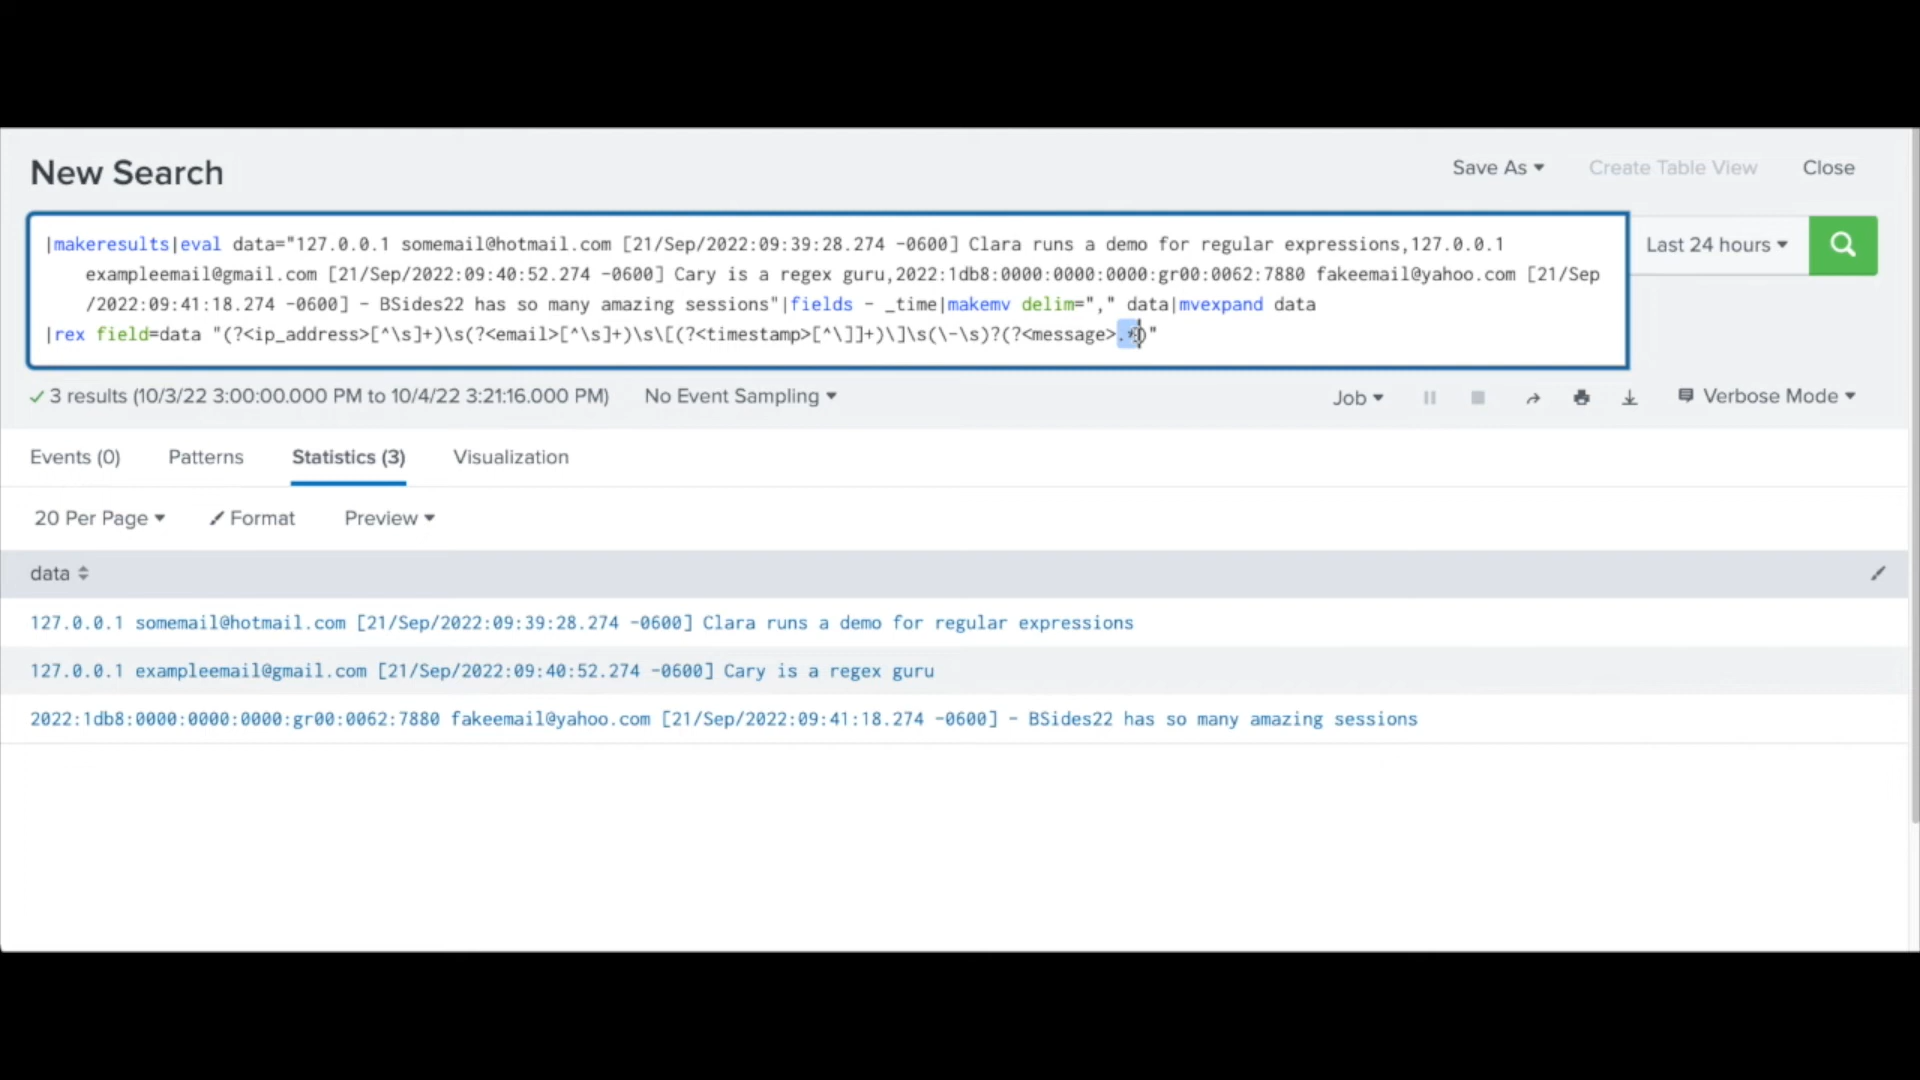 New Search
Save As
Create Table View
Close
|makeresults|eval data="127.0.0.1 somemail@hotmail.com [21/Sep/2022:09:39:28.274 -0600] Clara runs a demo for regular expressions,127.0.0.1
exampleemail@gmail.com [21/Sep/2022:09:40:52.274 -0600] Cary is a regex guru,2022:1db8:0000:0000:0000:gr00:0062:7880 fakeemail@yahoo.com [21/Sep
/2022:09:41:18.274 -0600] - BSides22 has so many amazing sessions"|fields - _time|makemv delim="," data|mvexpand data
|rex field=data "(?<ip_address>[^\s]+)\s(?<email>[^\s]+)\s\[(?<timestamp>[^\]]+)\]\s(\-\s)?(?<message>.*)"
Last 24 hours
3 results (10/3/22 3:00:00.000 PM to 10/4/22 3:21:16.000 PM)
No Event Sampling
Job
Verbose Mode
Events (0)
Patterns
Statistics (3)
Visualization
20 Per Page
Format
Preview
data
127.0.0.1 somemail@hotmail.com [21/Sep/2022:09:39:28.274 -0600] Clara runs a demo for regular expressions
127.0.0.1 exampleemail@gmail.com [21/Sep/2022:09:40:52.274 -0600] Cary is a regex guru
2022:1db8:0000:0000:0000:gr00:0062:7880 fakeemail@yahoo.com [21/Sep/2022:09:41:18.274 -0600] - BSides22 has so many amazing sessions